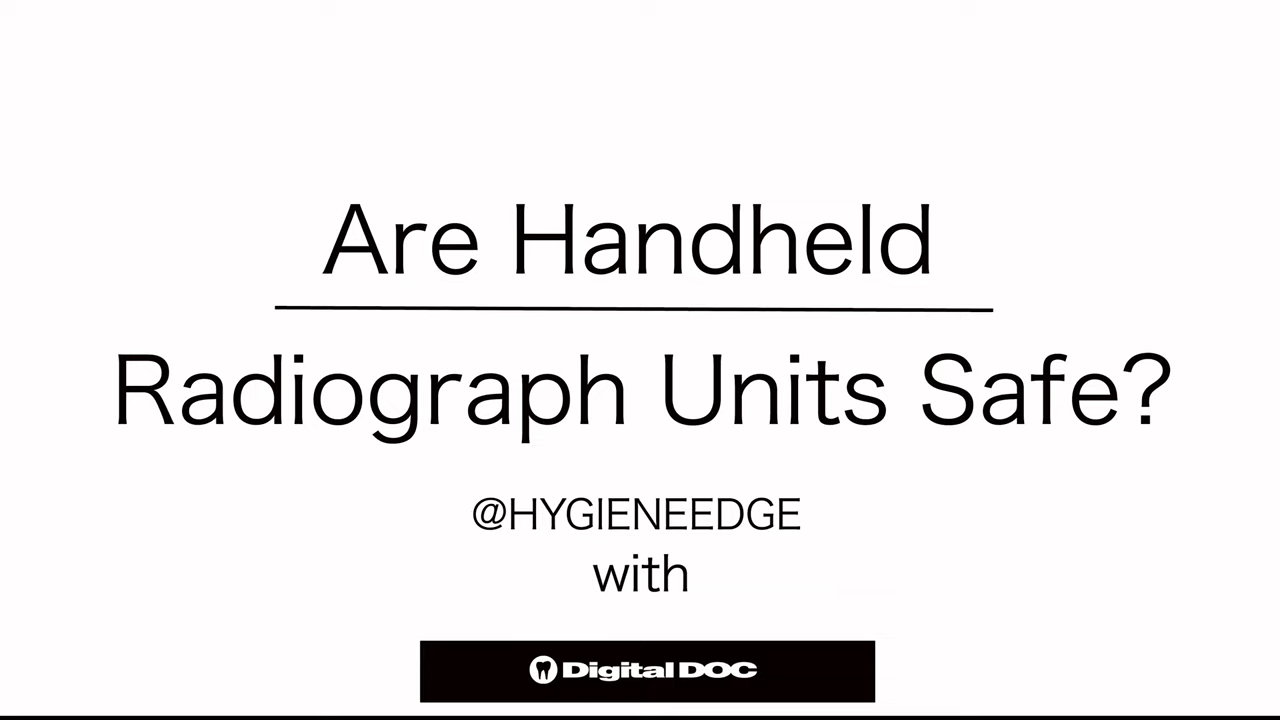 Are Handheld
Radiograph Units Safe?
@HYGIENEEDGE
with
Digital DOC